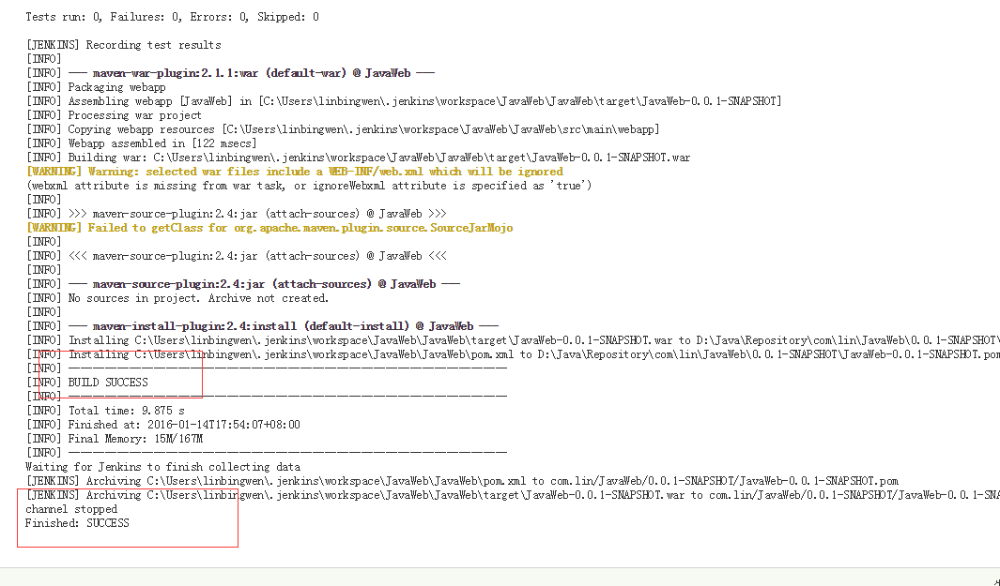 Tests run: 0, Failures: 0, Errors: 0, Skipped: 0
[JENKINS] Recording test results
[INFO]
[INFO] --- maven-war-plugin:2.1.1:war (default-war) @ JavaWeb ---
[INFO] Packaging webapp
[INFO] Assembling webapp [JavaWeb] in [C:\Users\linbingwen\.jenkins\workspace\JavaWeb\JavaWeb\target\JavaWeb-0.0.1-SNAPSHOT]
[INFO] Processing war project
[INFO] Copying webapp resources [C:\Users\linbingwen\.jenkins\workspace\JavaWeb\JavaWeb\src\main\webapp]
[INFO] Webapp assembled in [122 msecs]
[INFO] Building war: C:\Users\linbingwen\.jenkins\workspace\JavaWeb\JavaWeb\target\JavaWeb-0.0.1-SNAPSHOT.war
[WARNING] Warning: selected war files include a WEB-INF/web.xml which will be ignored
(webxml attribute is missing from war task, or ignoreWebxml attribute is specified as 'true')
[INFO]
[INFO] >>> maven-source-plugin:2.4:jar (attach-sources) @ JavaWeb >>>
[WARNING] Failed to getClass for org.apache.maven.plugin.source.SourceJarMojo
[INFO]
[INFO] <<< maven-source-plugin:2.4:jar (attach-sources) @ JavaWeb <<<
[INFO]
[INFO] --- maven-source-plugin:2.4:jar (attach-sources) @ JavaWeb ---
[INFO] No sources in project. Archive not created.
[INFO]
[INFO] --- maven-install-plugin:2.4:install (default-install) @ JavaWeb ---
[INFO] Installing C:\Users\linbingwen\.jenkins\workspace\JavaWeb\JavaWeb\target\JavaWeb-0.0.1-SNAPSHOT.war to D:\Java\Repository\com\lin\JavaWeb\0.0.1-SNAPSHOT\
[INFO] Installing C:\Users\linbingwen\.jenkins\workspace\JavaWeb\JavaWeb\pom.xml to D:\Java\Repository\com\lin\JavaWeb\0.0.1-SNAPSHOT\JavaWeb-0.0.1-SNAPSHOT.pom
[INFO] ------------------------------------------------------------------------
[INFO] BUILD SUCCESS
[INFO] ------------------------------------------------------------------------
[INFO] Total time: 9.875 s
[INFO] Finished at: 2016-01-14T17:54:07+08:00
[INFO] Final Memory: 15M/167M
[INFO] ------------------------------------------------------------------------
Waiting for Jenkins to finish collecting data
[JENKINS] Archiving C:\Users\linbingwen\.jenkins\workspace\JavaWeb\JavaWeb\pom.xml to com.lin/JavaWeb/0.0.1-SNAPSHOT/JavaWeb-0.0.1-SNAPSHOT.pom
[JENKINS] Archiving C:\Users\linbingwen\.jenkins\workspace\JavaWeb\JavaWeb\target\JavaWeb-0.0.1-SNAPSHOT.war to com.lin/JavaWeb/0.0.1-SNAPSHOT/JavaWeb-0.0.1-SNA
channel stopped
Finished: SUCCESS